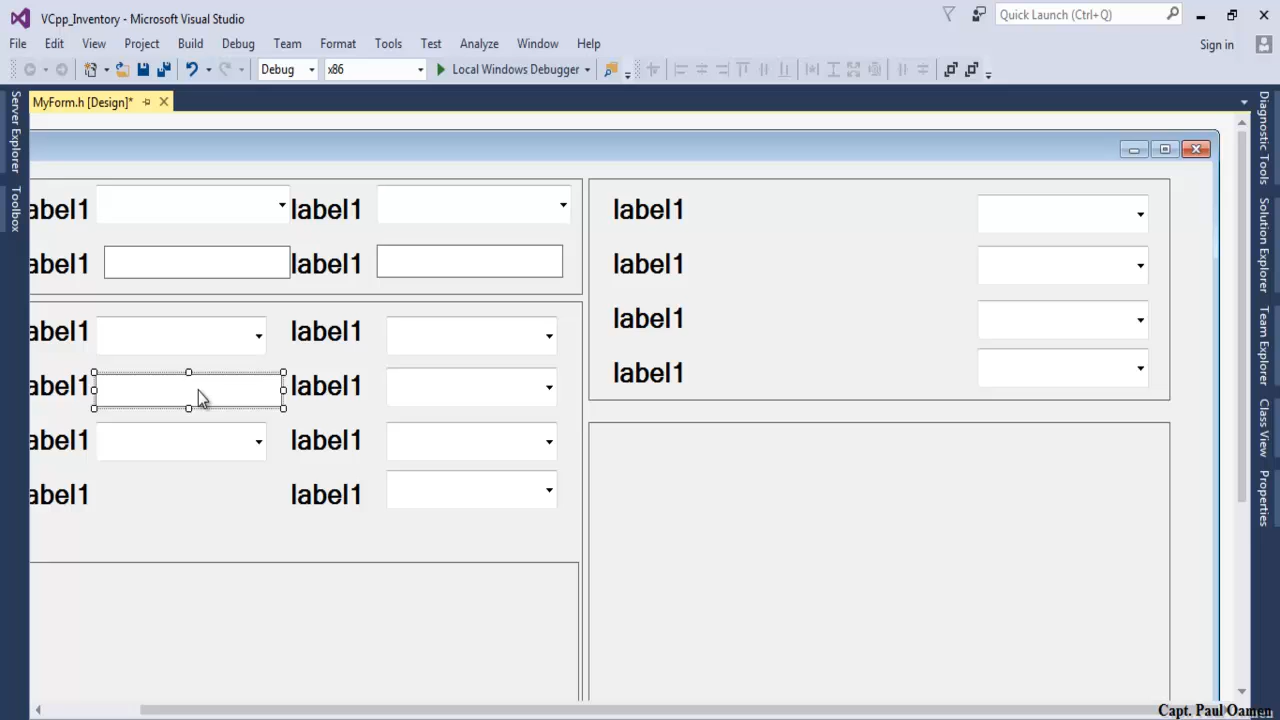 VCpp_Inventory - Microsoft Visual Studio
Quick Launch (Ctrl+Q)
File Edit View Project Build Debug Team Format Tools Test Analyze Window Help
Sign in
Debug x86 Local Windows Debugger
MyForm.h [Design]*
Server Explorer
Toolbox
Diagnostic Tools
Solution Explorer
Team Explorer
Class View
Properties
abel1 label1 label1
abel1 label1 label1
abel1 label1 label1
abel1 label1 label1
abel1 label1
abel1 label1
Capt. Paul Oamen